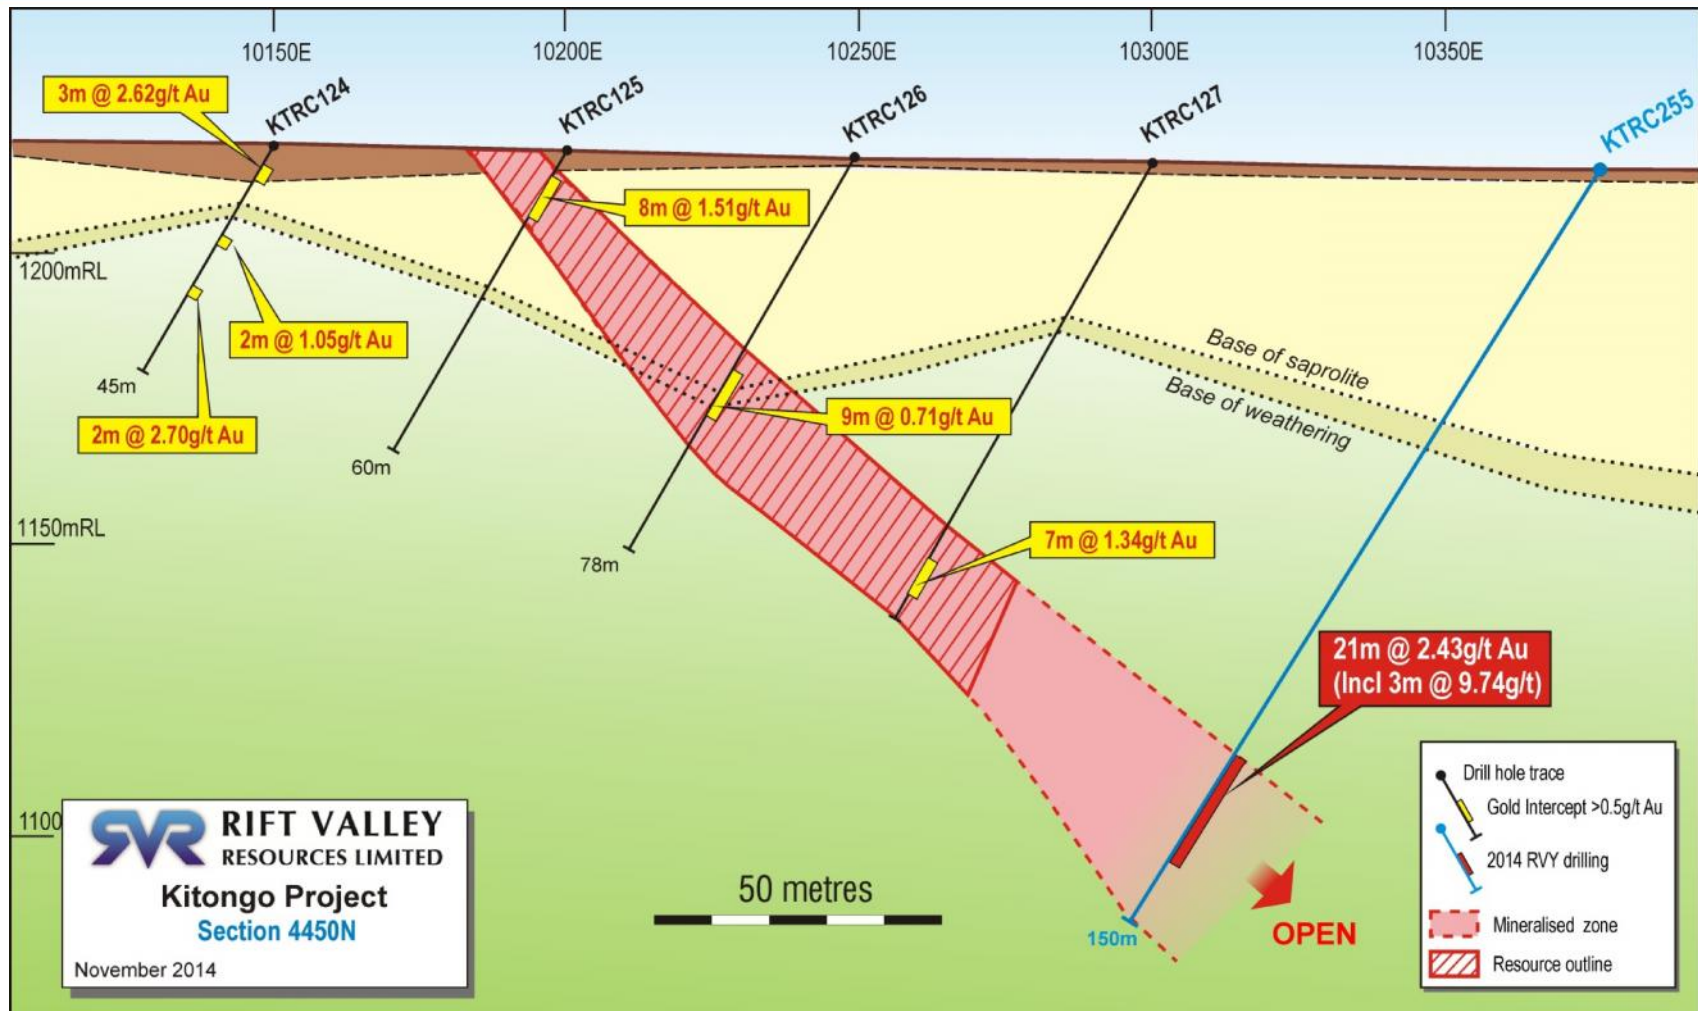 10150E
10200E
10250E
10300E
10350E
3m @ 2.62g/t Au
KTRC124
KTRC125
KTRC126
KTRC127
KTRC255
8m @ 1.51g/t Au
1200mRL
2m @ 1.05g/t Au
Base of saprolite
Base of weathering
45m
2m @ 2.70g/t Au
9m @ 0.71g/t Au
60m
1150mRL
78m
7m @ 1.34g/t Au
21m @ 2.43g/t Au
(Incl 3m @ 9.74g/t)
1100
RVR RIFT VALLEY
RESOURCES LIMITED
Kitongo Project
Section 4450N
November 2014
50 metres
150m
OPEN
Drill hole trace
Gold Intercept >0.5g/t Au
2014 RVY drilling
Mineralised zone
Resource outline